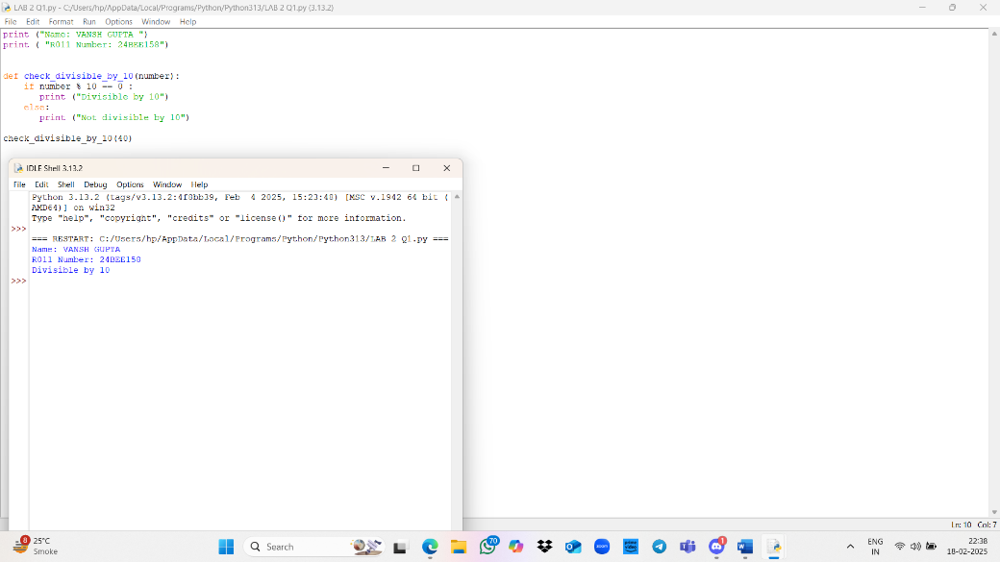 LAB 2 Q1.py - C:/Users/hp/AppData/Local/Programs/Python/Python313/LAB 2 Q1.py (3.13.2)
File Edit Format Run Options Window Help
print ("Name: VANSH GUPTA ")
print ( "R011 Number: 24BEE158")
def check_divisible_by_10(number):
if number % 10 == 0 :
print ("Divisible by 10")
else:
print ("Not divisible by 10")
check_divisible_by_10(40)
IDLE Shell 3.13.2
File Edit Shell Debug Options Window Help
Python 3.13.2 (tags/v3.13.2:4f8bb39, Feb 4 2025, 15:23:48) [MSC v.1942 64 bit (
AMD64)] on win32
Type "help", "copyright", "credits" or "license()" for more information.
>>>
=== RESTART: C:/Users/hp/AppData/Local/Programs/Python/Python313/LAB 2 Q1.py ===
Name: VANSH GUPTA
R011 Number: 24BEE158
Divisible by 10
>>>
Ln: 10 Col: 7
8
25°C
Smoke
Search
70
zoom
prime video
1
ENG
IN
22:38
18-02-2025